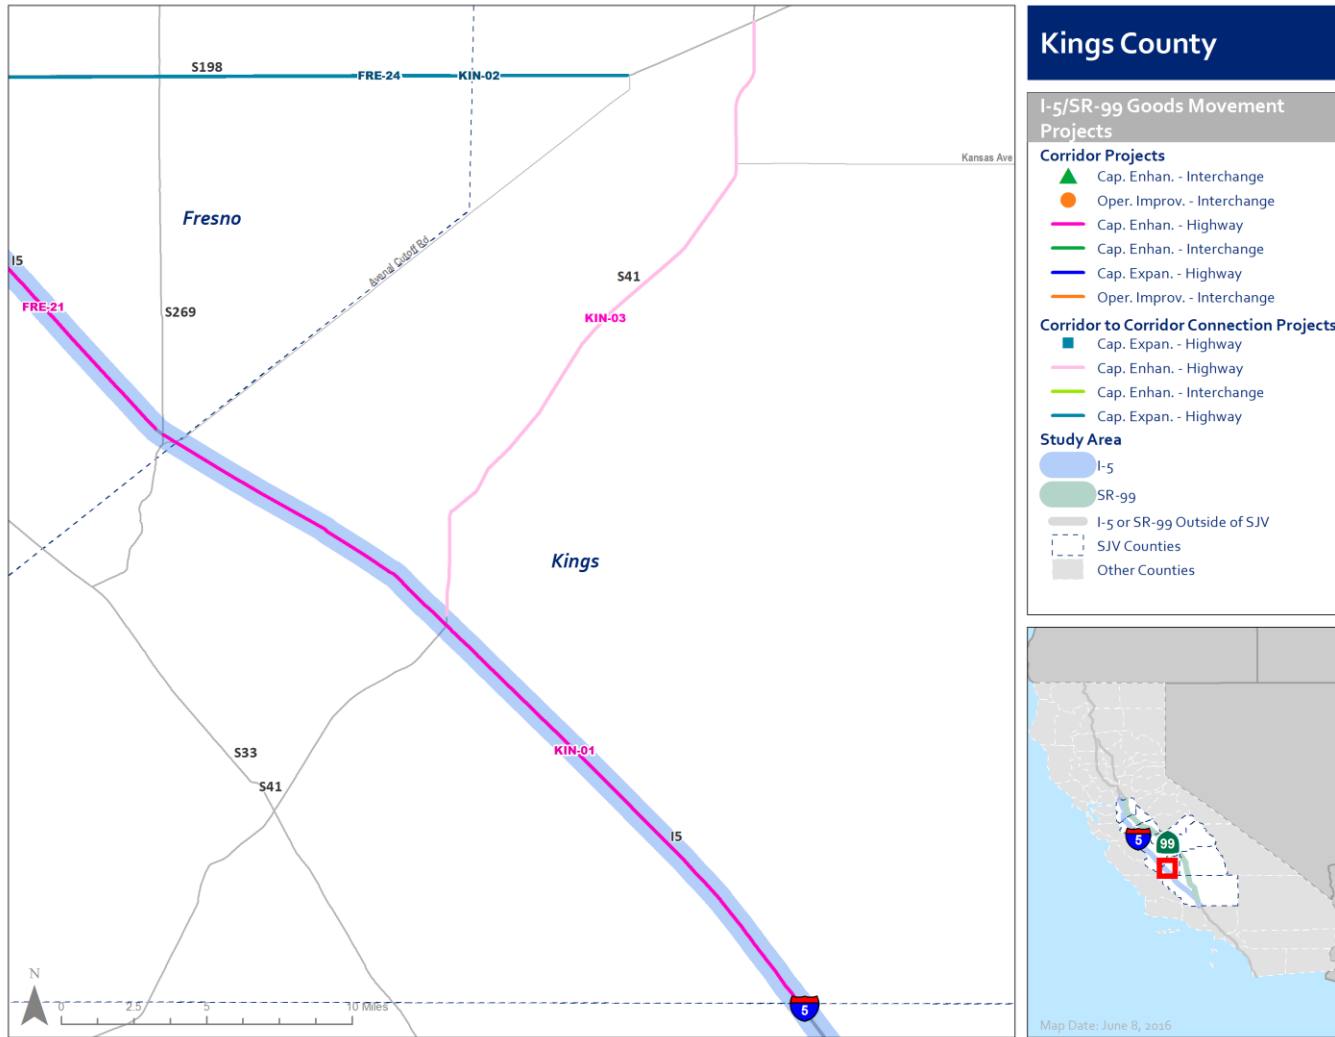 S198
FRE-24
KIN-02
Kansas Ave
Fresno
Avenal Cutoff Rd
S41
I5
FRE-21
S269
KIN-03
Kings
KIN-01
S33
S41
I5
5
N
0 2.5 5 10 Miles
Kings County
I-5/SR-99 Goods Movement
Projects
Corridor Projects
Cap. Enhan. - Interchange
Oper. Improv. - Interchange
Cap. Enhan. - Highway
Cap. Enhan. - Interchange
Cap. Expan. - Highway
Oper. Improv. - Interchange
Corridor to Corridor Connection Projects
Cap. Expan. - Highway
Cap. Enhan. - Highway
Cap. Enhan. - Interchange
Cap. Expan. - Highway
Study Area
I-5
SR-99
I-5 or SR-99 Outside of SJV
SJV Counties
Other Counties
5
99
Map Date: June 8, 2016